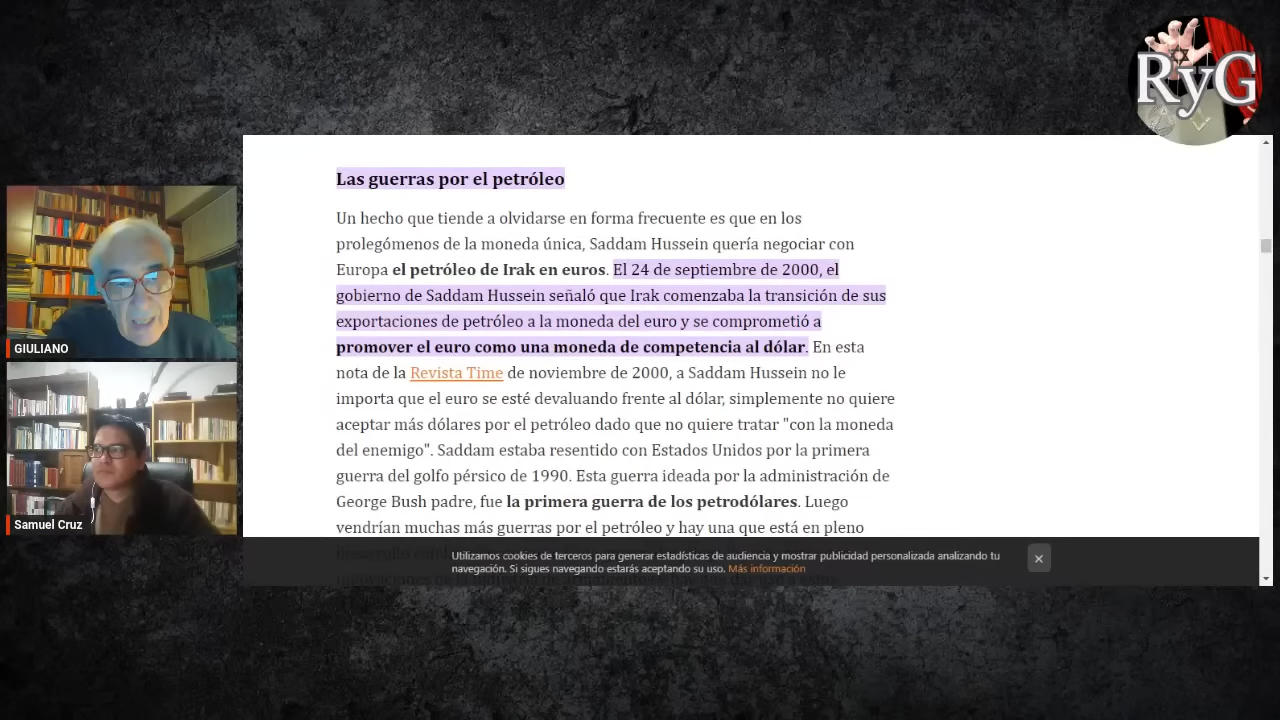 RyG
Las guerras por el petróleo
Un hecho que tiende a olvidarse en forma frecuente es que en los
prolegómenos de la moneda única, Saddam Hussein quería negociar con
Europa el petróleo de Irak en euros. El 24 de septiembre de 2000, el
gobierno de Saddam Hussein señaló que Irak comenzaba la transición de sus
exportaciones de petróleo a la moneda del euro y se comprometió a
promover el euro como una moneda de competencia al dólar. En esta
nota de la Revista Time de noviembre de 2000, a Saddam Hussein no le
importa que el euro se esté devaluando frente al dólar, simplemente no quiere
aceptar más dólares por el petróleo dado que no quiere tratar "con la moneda
del enemigo". Saddam estaba resentido con Estados Unidos por la primera
guerra del golfo pérsico de 1990. Esta guerra ideada por la administración de
George Bush padre, fue la primera guerra de los petrodólares. Luego
vendrían muchas más guerras por el petróleo y hay una que está en pleno
Utilizamos cookies de terceros para generar estadísticas de audiencia y mostrar publicidad personalizada analizando tu
navegación. Si sigues navegando estarás aceptando su uso. Más información
GIULIANO
Samuel Cruz